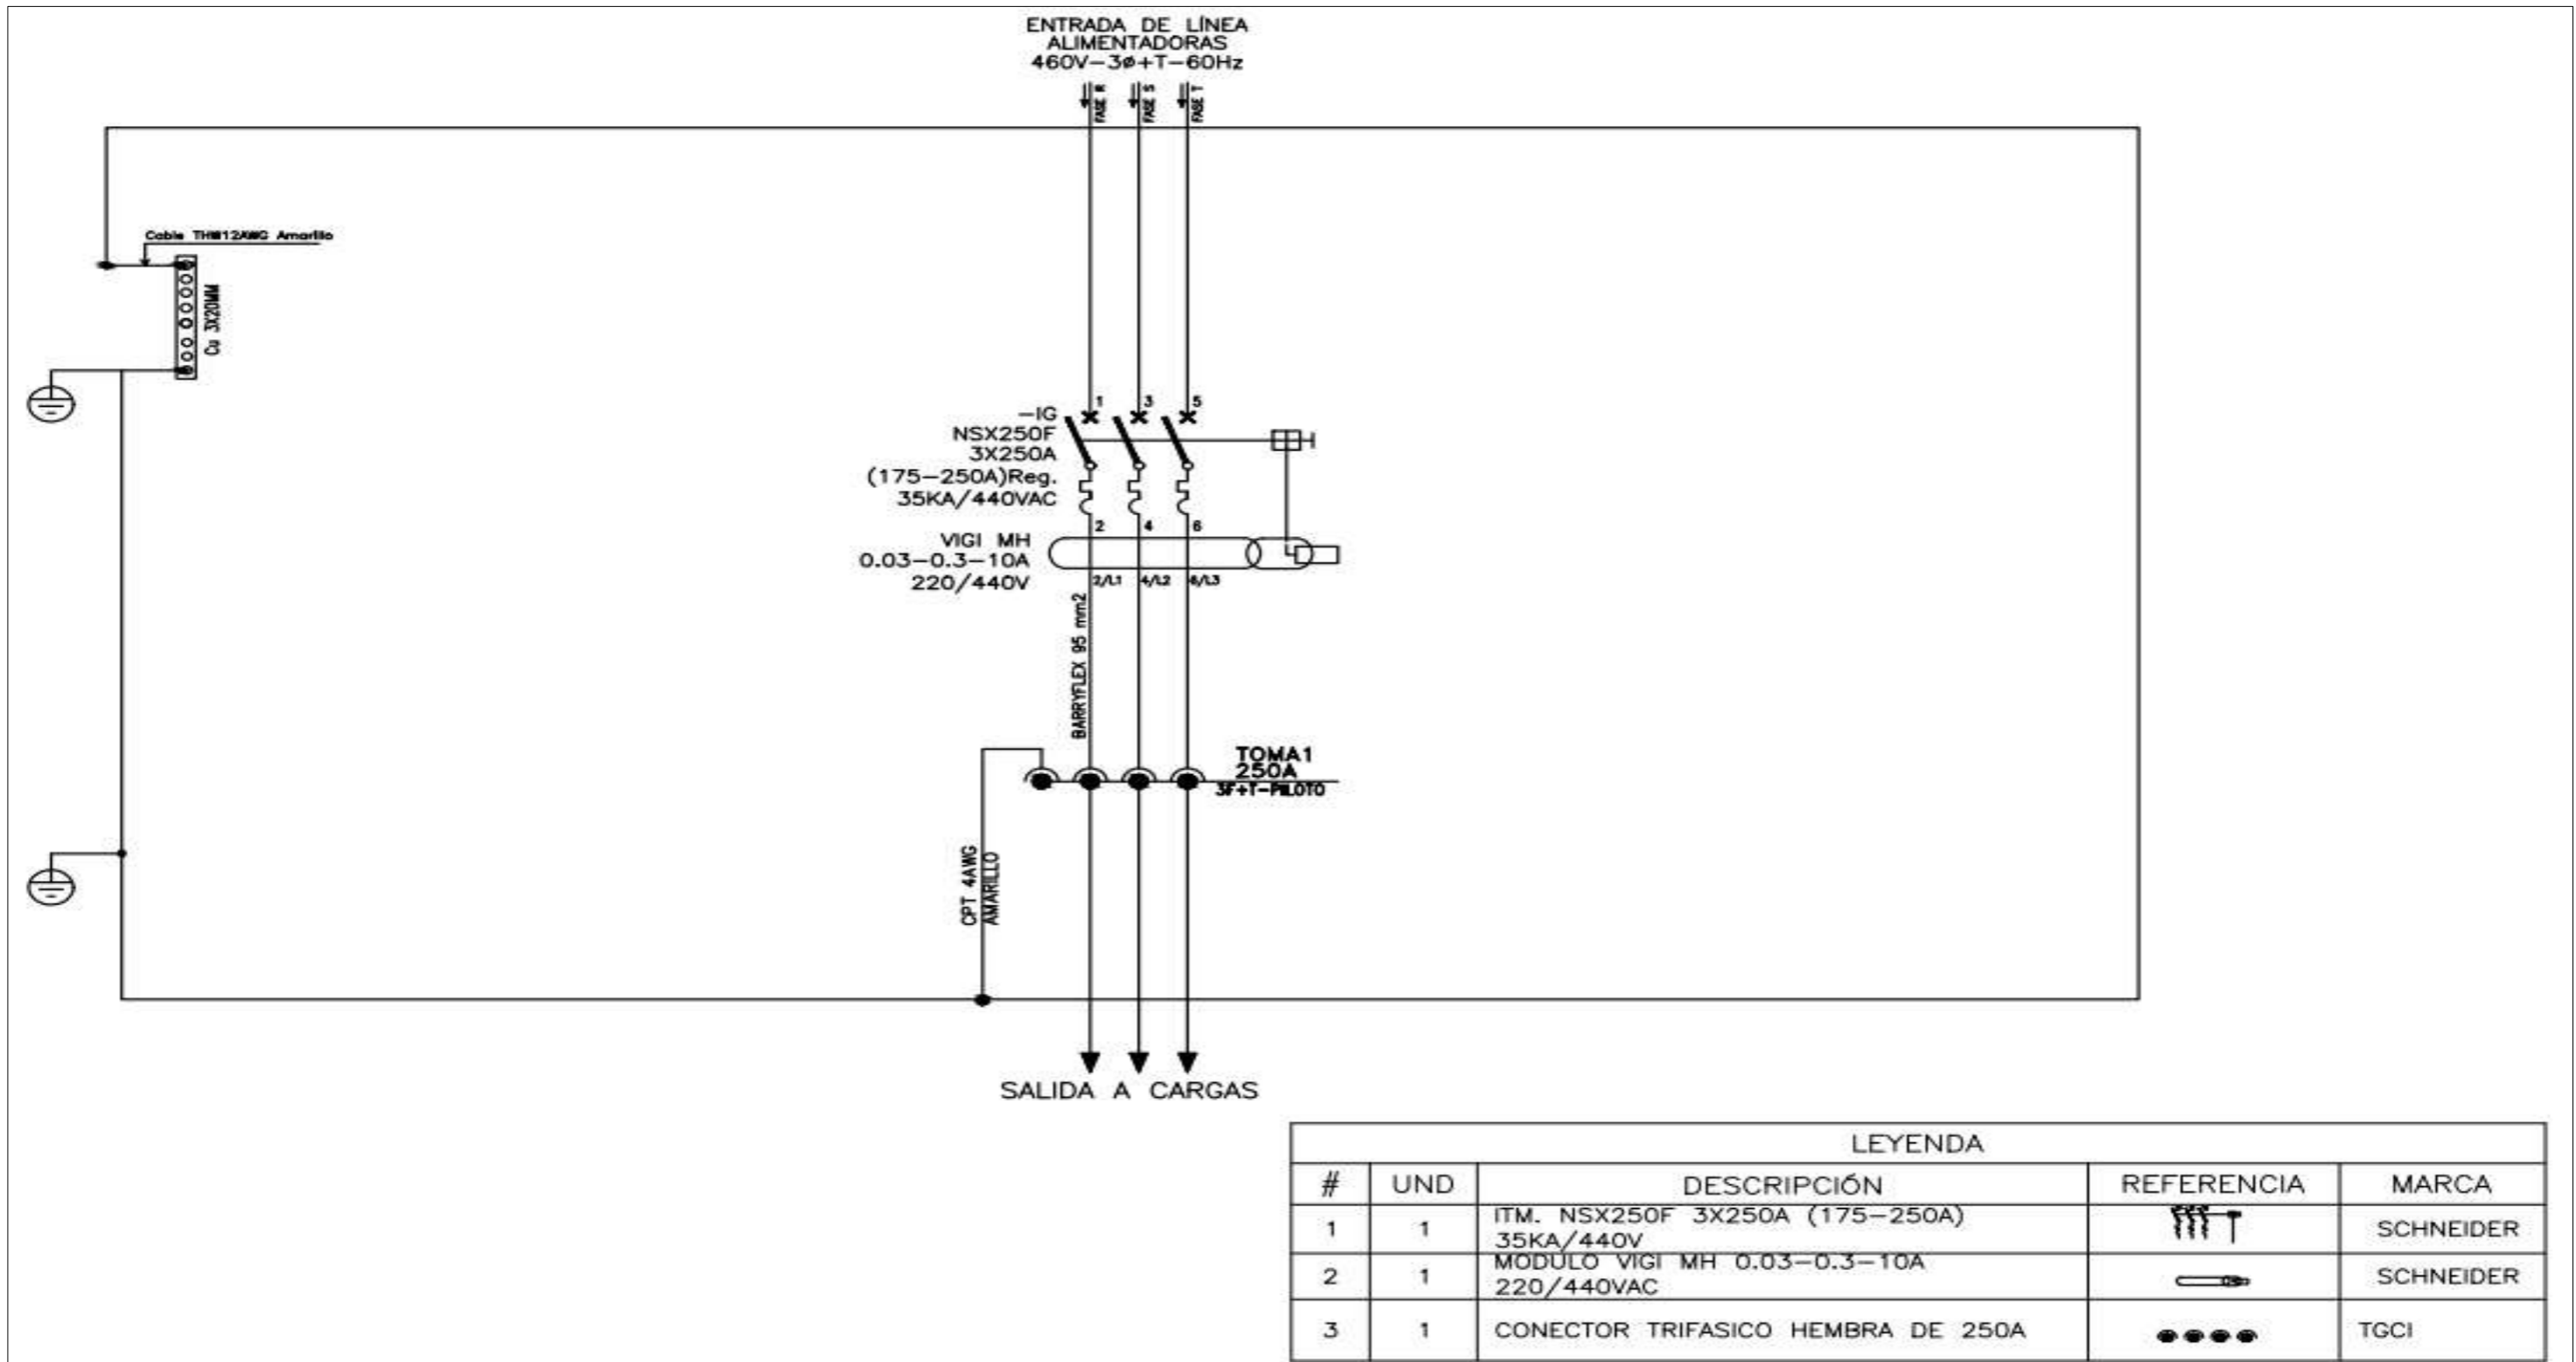 ENTRADA DE LÍNEA
ALIMENTADORAS
460V-3ø+T-60Hz
FASE R
FASE S
FASE T
Cable THW12AWG Amarillo
Cu 3X20MM
1
3
5
-IG
NSX250F
3X250A
(175-250A)Reg.
35KA/440VAC
2
4
6
VIGI MH
0.03-0.3-10A
220/440V
2/L1
4/L2
6/L3
BARRYFLEX 95 mm2
TOMA1
250A
3F+T-PILOTO
CPT 4AWG
AMARILLO
SALIDA A CARGAS
LEYENDA
# UND DESCRIPCIÓN REFERENCIA MARCA
1 1 ITM. NSX250F 3X250A (175-250A)
35KA/440V SCHNEIDER
2 1 MODULO VIGI MH 0.03-0.3-10A
220/440VAC SCHNEIDER
3 1 CONECTOR TRIFASICO HEMBRA DE 250A TGCI